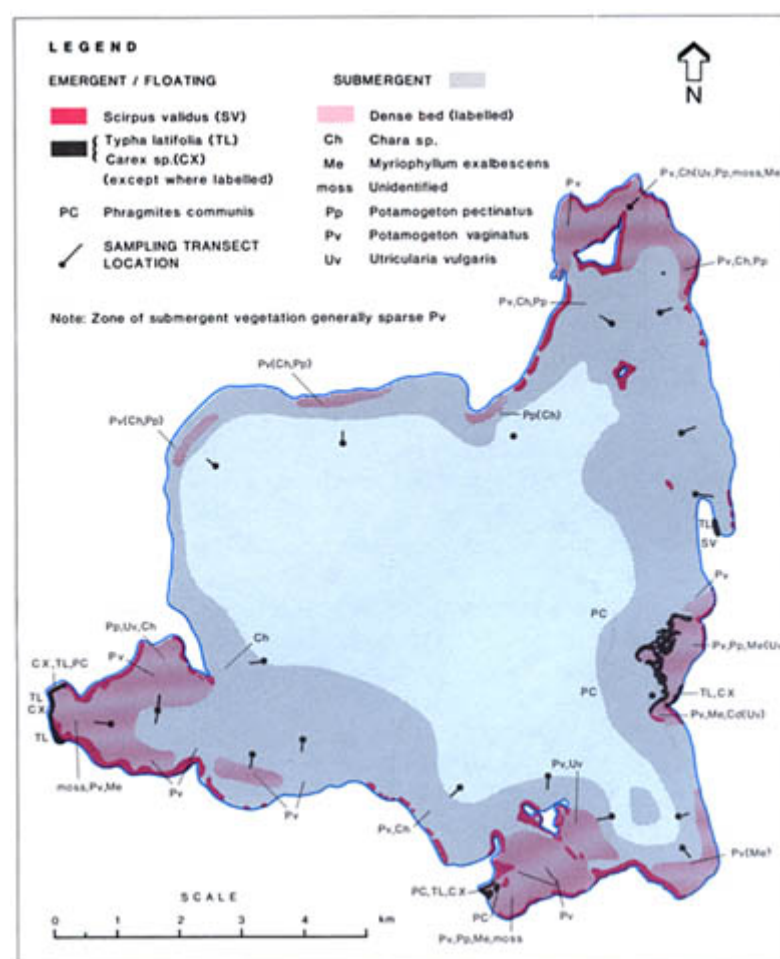 LEGEND
EMERGENT / FLOATING
Scirpus validus (SV)
Typha latifolia (TL)
Carex sp.(CX)
(except where labelled)
PC Phragmites communis
SAMPLING TRANSECT
LOCATION
SUBMERGENT
Dense bed (labelled)
Ch Chara sp.
Me Myriophyllum exalbescens
moss Unidentified
Pp Potamogeton pectinatus
Pv Potamogeton vaginatus
Uv Utricularia vulgaris
Note: Zone of submergent vegetation generally sparse Pv
N
Pv
Pv,Ch(Uv,Pp,moss,Me
Pv,Ch,Pp
Pv,Ch,Pp
Pv(Ch,Pp)
Pv(Ch,Pp)
Pp(Ch)
TL
SV
Pv
PC
Pp,Uv,Ch
Ch
Pv
Pv,Pp,Me(Uv
CX,TL,PC
TL
CX
TL
PC
TL,CX
Pv,Me,Cd(Uv)
moss,Pv,Me
Pv
Pv
Pv,Uv
Pv,Ch
Pv(Me)
SCALE
0 1 2 3 4 km
PC,TL,CX
PC
Pv
Pv,Pp,Me,moss